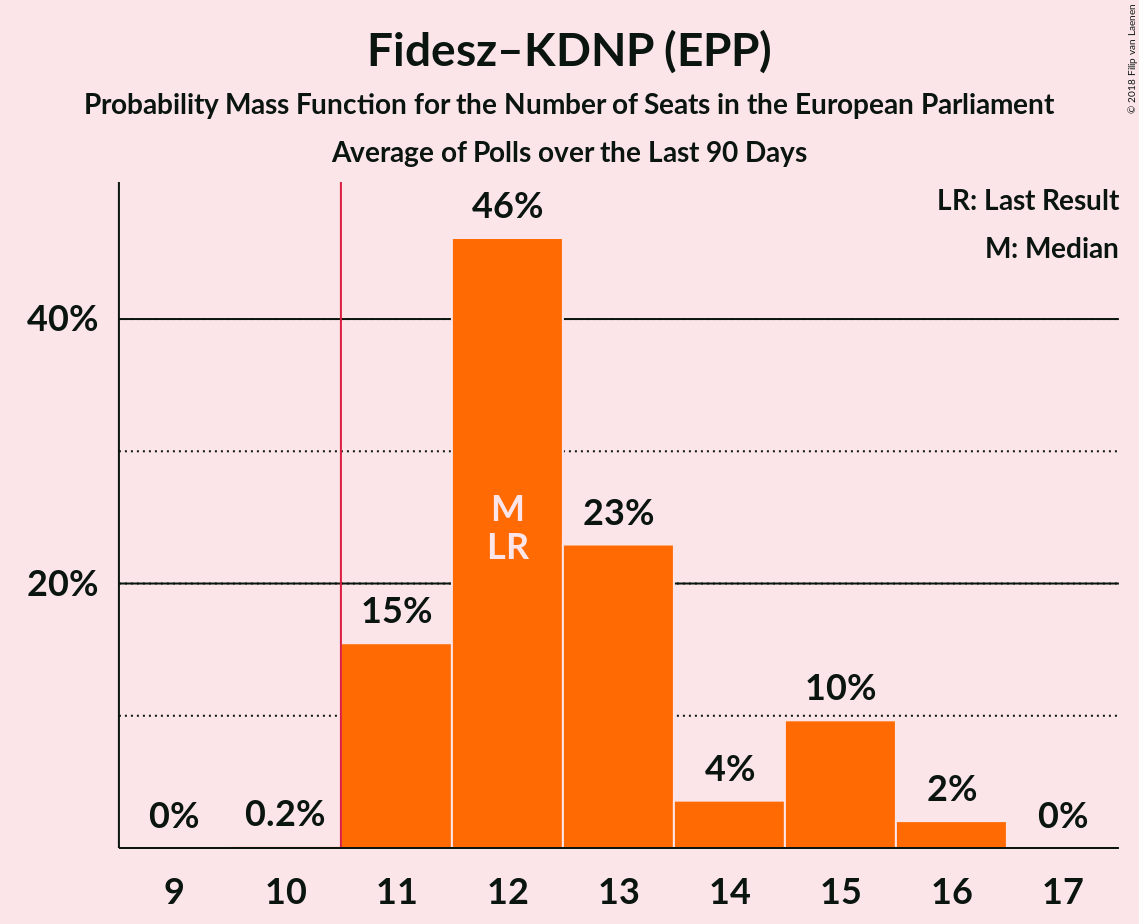 Fidesz–KDNP (EPP)
Probability Mass Function for the Number of Seats in the European Parliament
Average of Polls over the Last 90 Days
© 2018 Filip van Laenen
LR: Last Result
M: Median
46%
40%
M
LR
23%
20%
15%
10%
4%
2%
0%
0.2%
0%
9 10 11 12 13 14 15 16 17